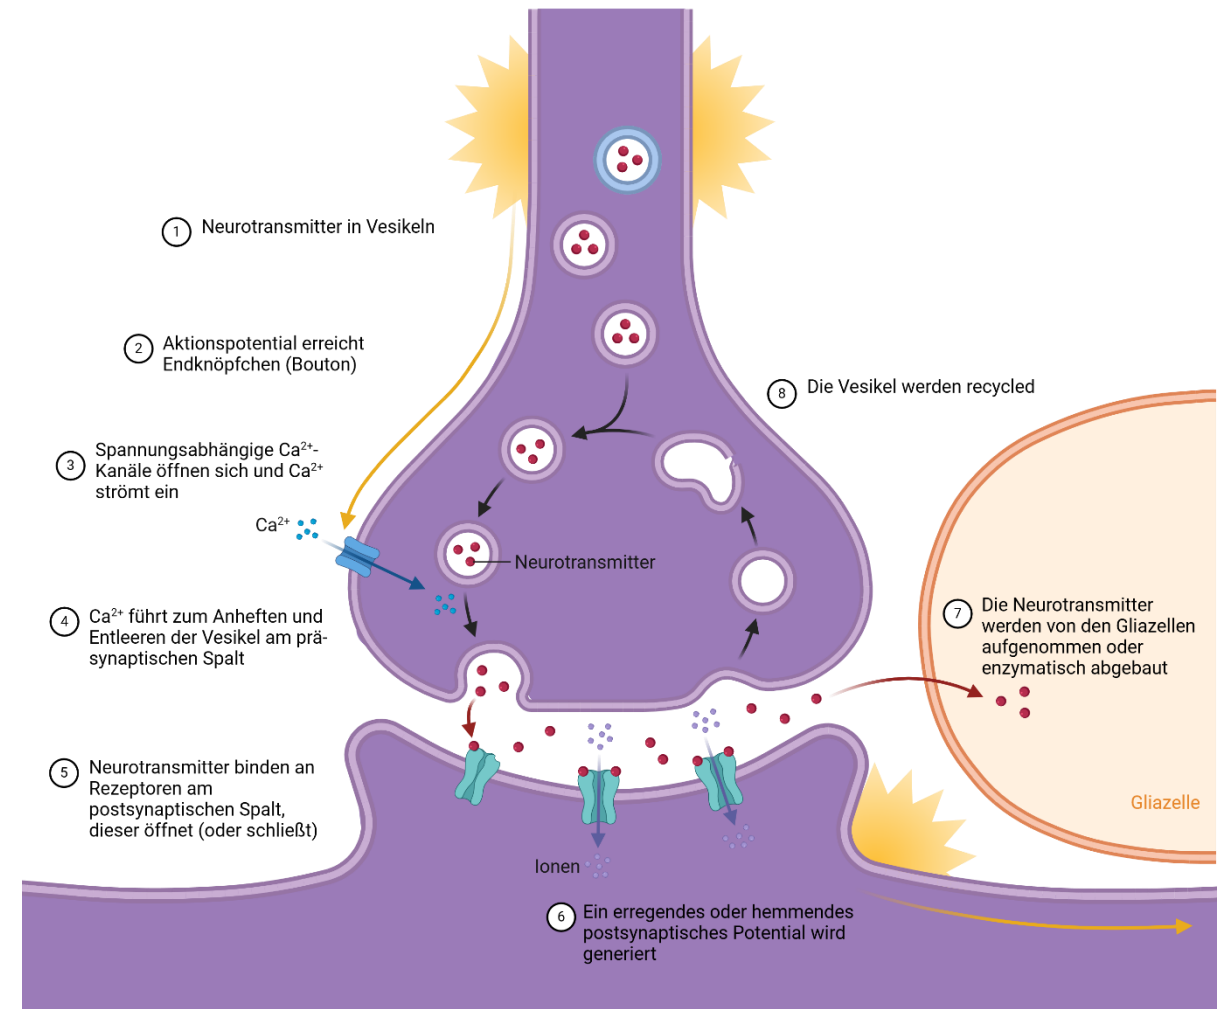 1
Neurotransmitter in Vesikeln
2
Aktionspotential erreicht
Endknöpfchen (Bouton)
3
Spannungsabhängige Ca²⁺-
Kanäle öffnen sich und Ca²⁺
strömt ein
Ca²⁺
Neurotransmitter
4
Ca²⁺ führt zum Anheften und
Entleeren der Vesikel am prä-
synaptischen Spalt
5
Neurotransmitter binden an
Rezeptoren am
postsynaptischen Spalt,
dieser öffnet (oder schließt)
Ionen
6
Ein erregendes oder hemmendes
postsynaptisches Potential wird
generiert
7
Die Neurotransmitter
werden von den Gliazellen
aufgenommen oder
enzymatisch abgebaut
Gliazelle
8
Die Vesikel werden recycled